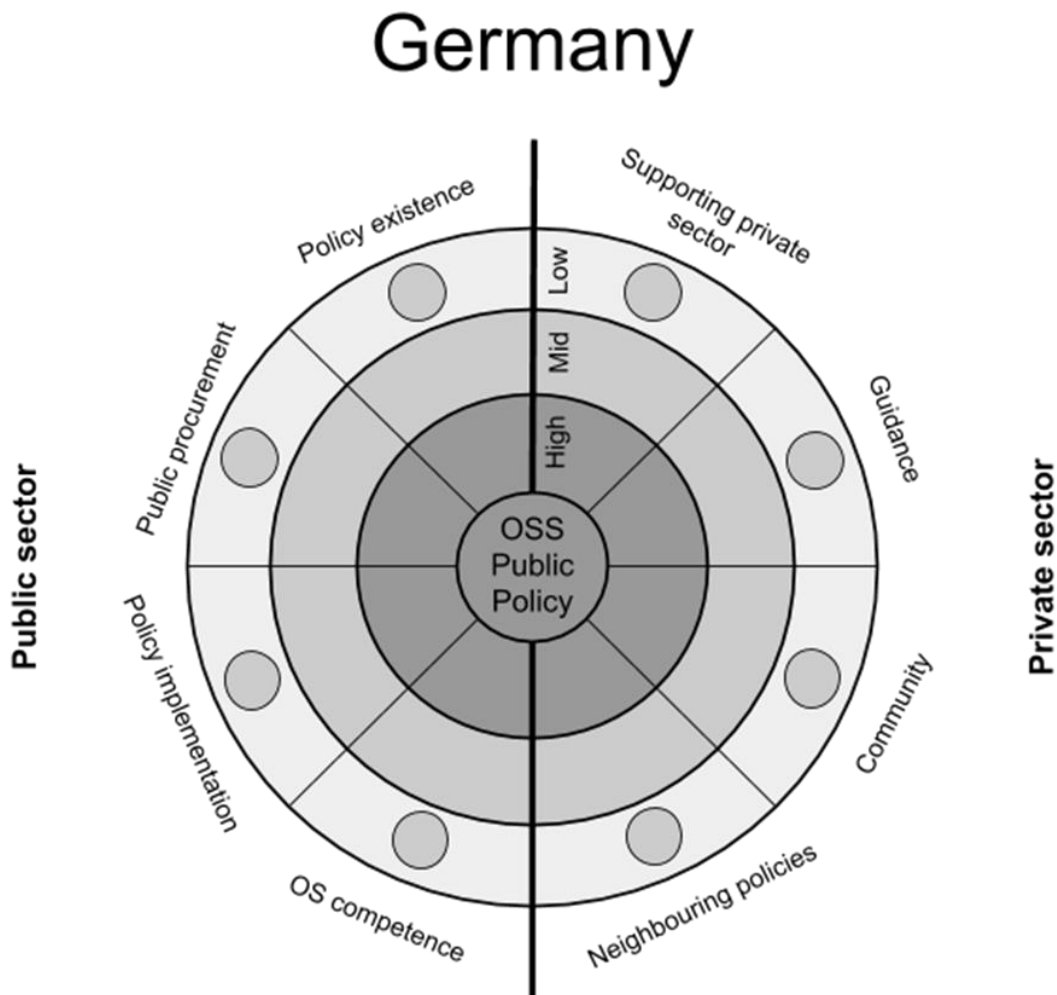 Germany
Policy existence
Supporting private
sector
Low
Mid
High
Public procurement
Guidance
Public sector
OSS
Public
Policy
Private sector
Policy implementation
Community
OS competence
Neighbouring policies